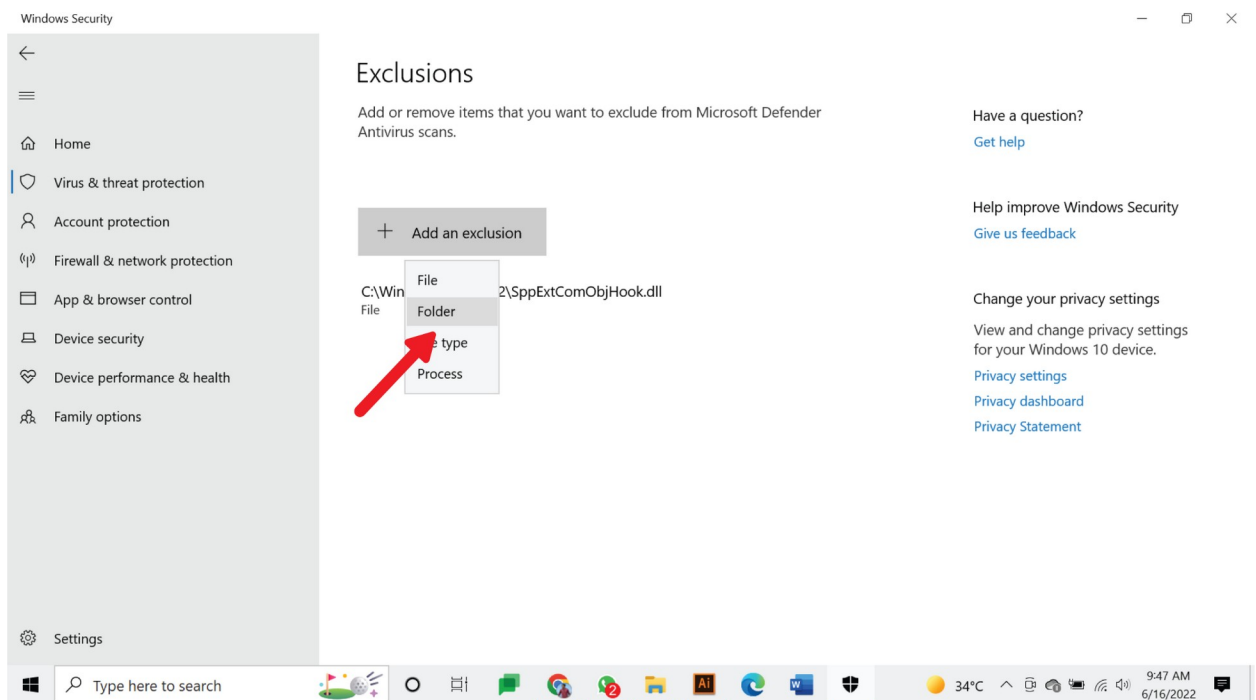 Windows Security
Exclusions
Add or remove items that you want to exclude from Microsoft Defender
Antivirus scans.
Have a question?
Get help
Home
Virus & threat protection
Account protection
Firewall & network protection
App & browser control
Device security
Device performance & health
Family options
Add an exclusion
Help improve Windows Security
Give us feedback
File
C:\Win 2\SppExtComObjHook.dll
File
Folder
type
Process
Change your privacy settings
View and change privacy settings
for your Windows 10 device.
Privacy settings
Privacy dashboard
Privacy Statement
Settings
Type here to search
2
Ai
W
34°C
9:47 AM
6/16/2022